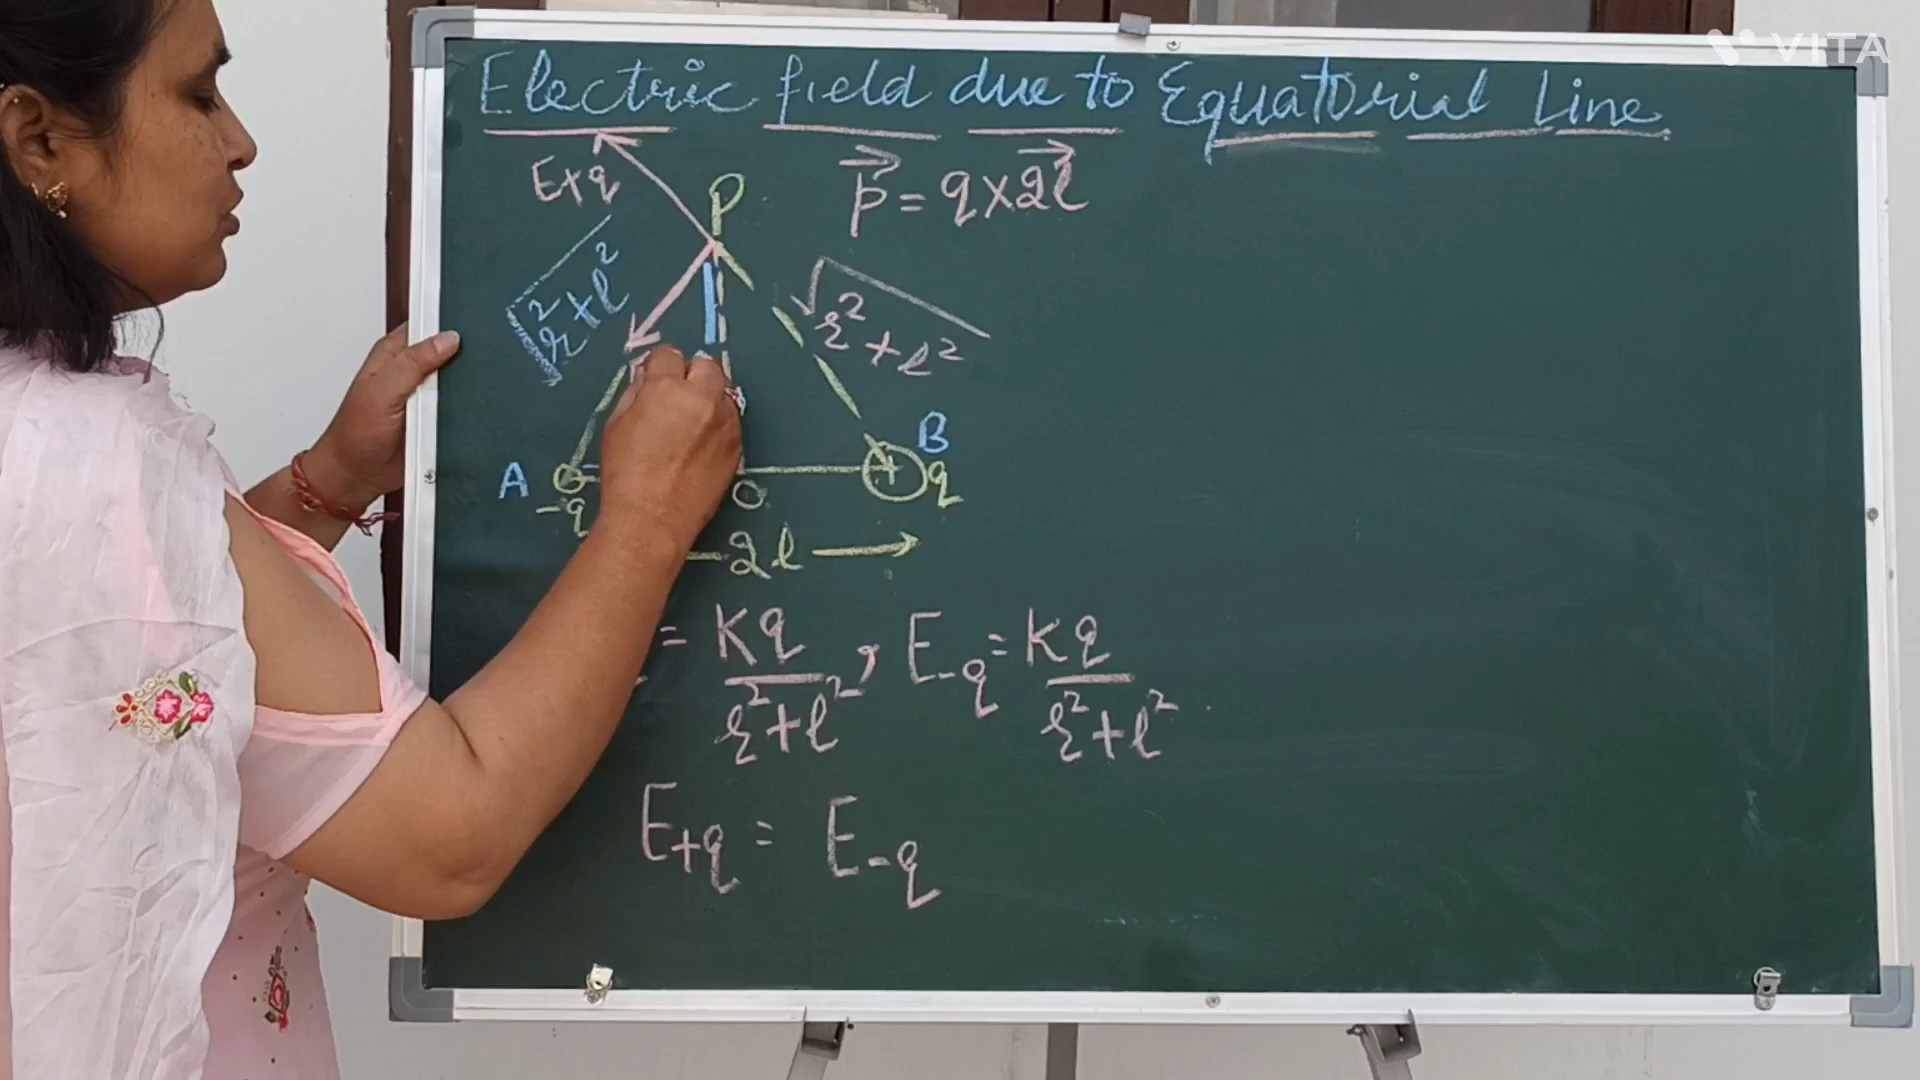 VITA
Electric field due to Equatorial Line
E+q
P
p⃗ = q × 2l⃗
√r²+l²
√r²+l²
A
B
-q
O
+
q
2l
= Kq/r²+l² , E-q = Kq/r²+l²
E+q = E-q